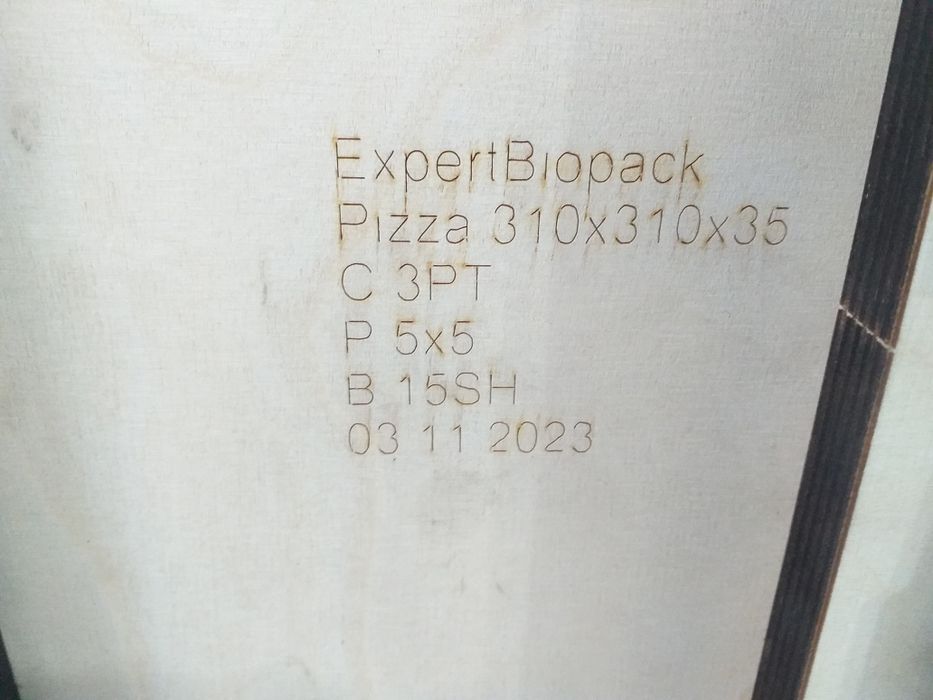 ExpertBiopack
Pizza 310x310x35
C 3PT
P 5x5
B 15SH
03 11 2023